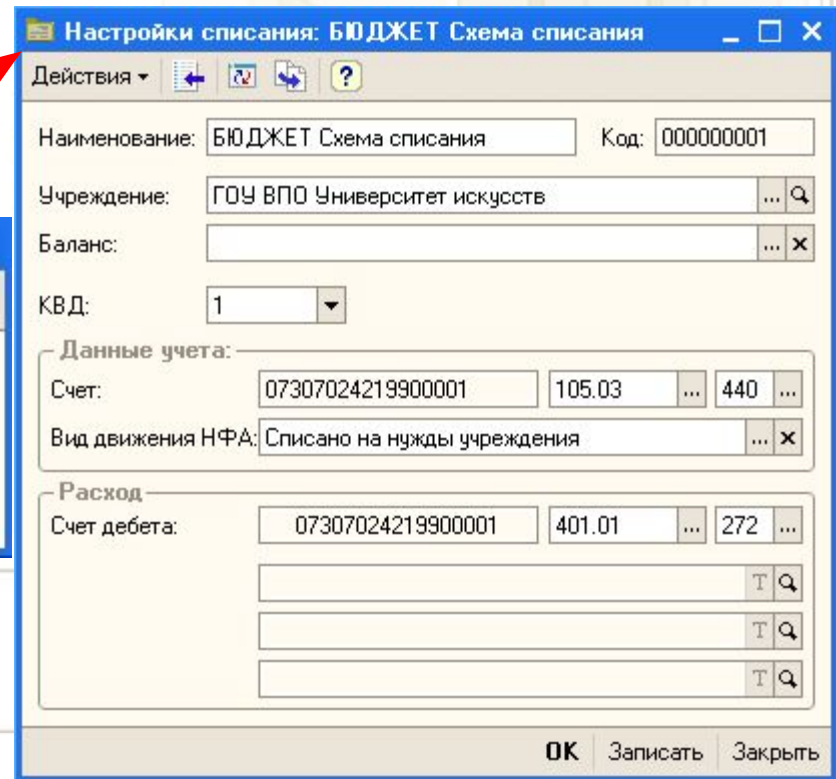 Настройки списания: БЮДЖЕТ Схема списания
Действия
Наименование: БЮДЖЕТ Схема списания Код: 000000001
Учреждение: ГОУ ВПО Университет искусств ...
Баланс: ...
КВД: 1
Данные учета:
Счет: 07307024219900001 105.03 ... 440 ...
Вид движения НФА: Списано на нужды учреждения ...
Расход
Счет дебета: 07307024219900001 401.01 ... 272 ...
T
T
T
OK Записать Закрыть